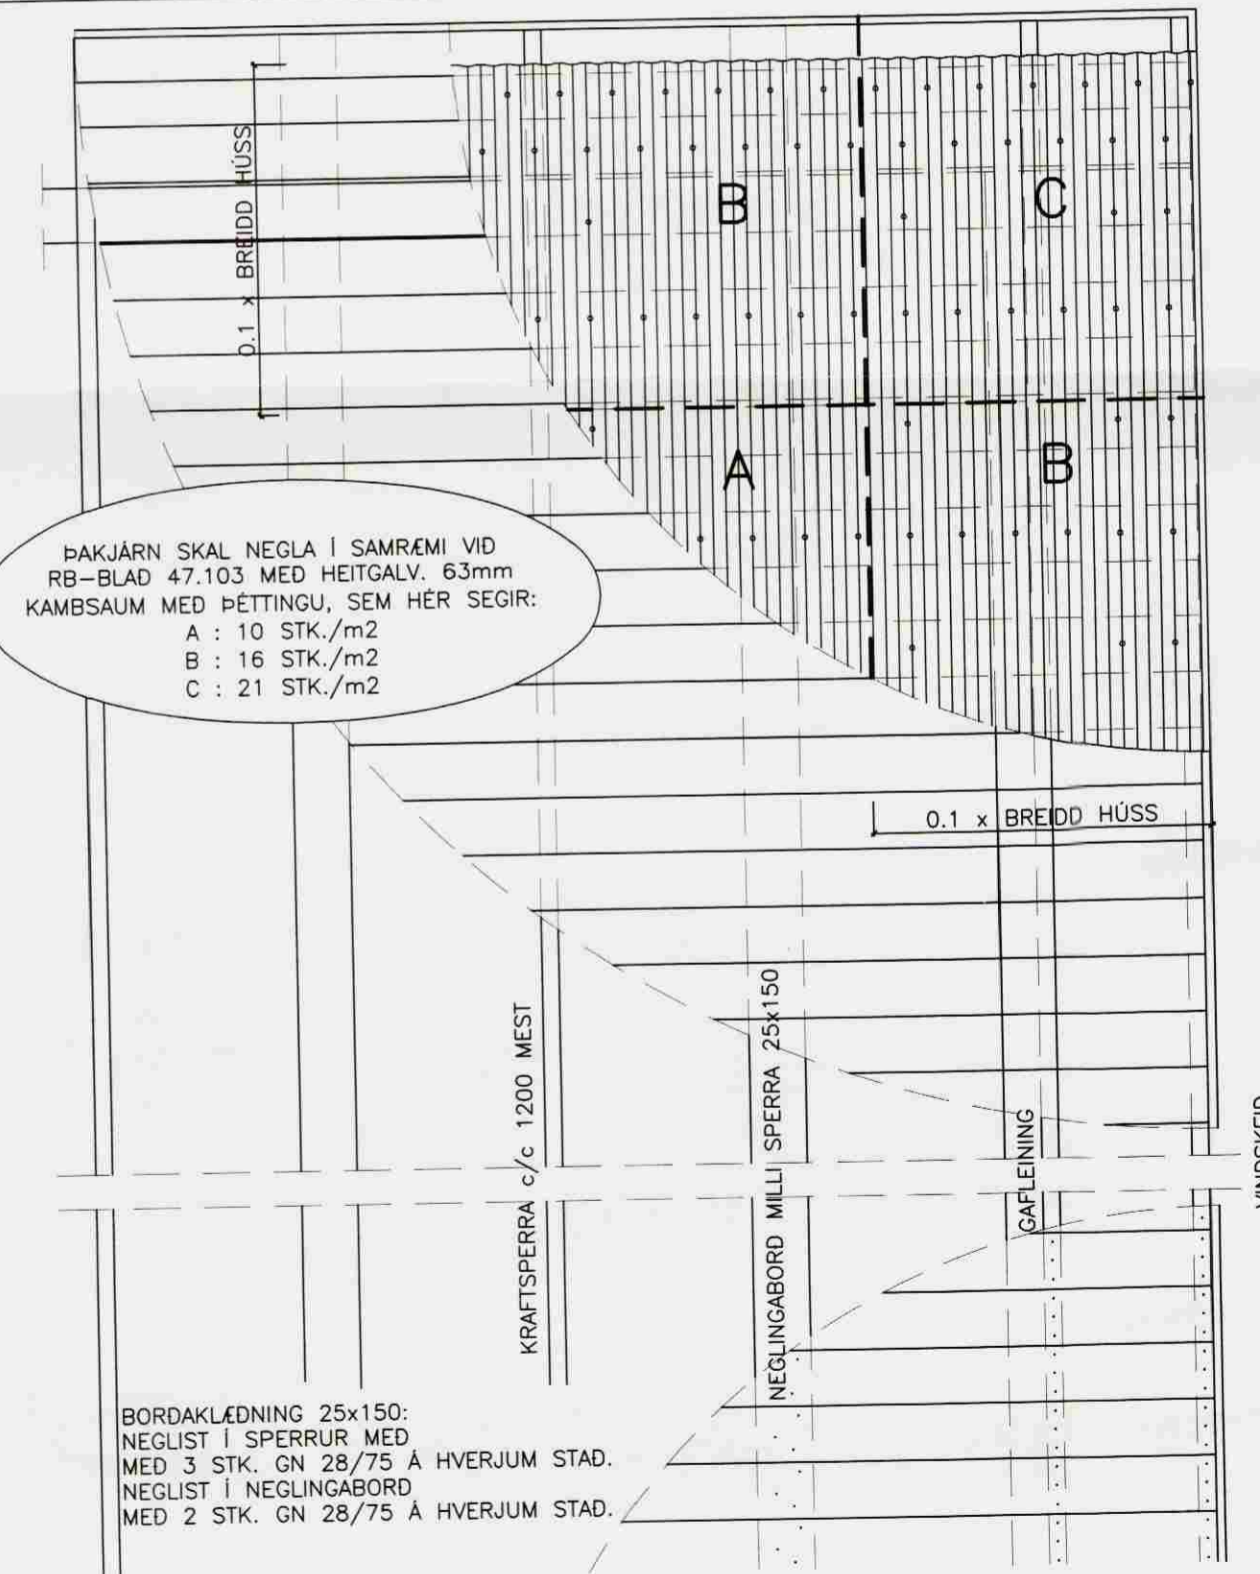 0.1 x BREIDD HÚSS
B
C
A
B
ÞAKJÁRN SKAL NEGLA Í SAMRÆMI VIÐ
RB-BLAD 47.103 MED HEITGALV. 63mm
KAMBSAUM MED ÞÉTTINGU, SEM HÉR SEGIR:
A : 10 STK./m2
B : 16 STK./m2
C : 21 STK./m2
0.1 x BREIDD HÚSS
KRAFTSPERRA c/c 1200 MEST
NEGLINGABORÐ MILLI SPERRA 25x150
GAFLEINING
BORÐAKLÆÐNING 25x150:
NEGLIST Í SPERRUR MEÐ
MEÐ 3 STK. GN 28/75 Á HVERJUM STAÐ.
NEGLIST Í NEGLINGABORÐ
MEÐ 2 STK. GN 28/75 Á HVERJUM STAÐ.